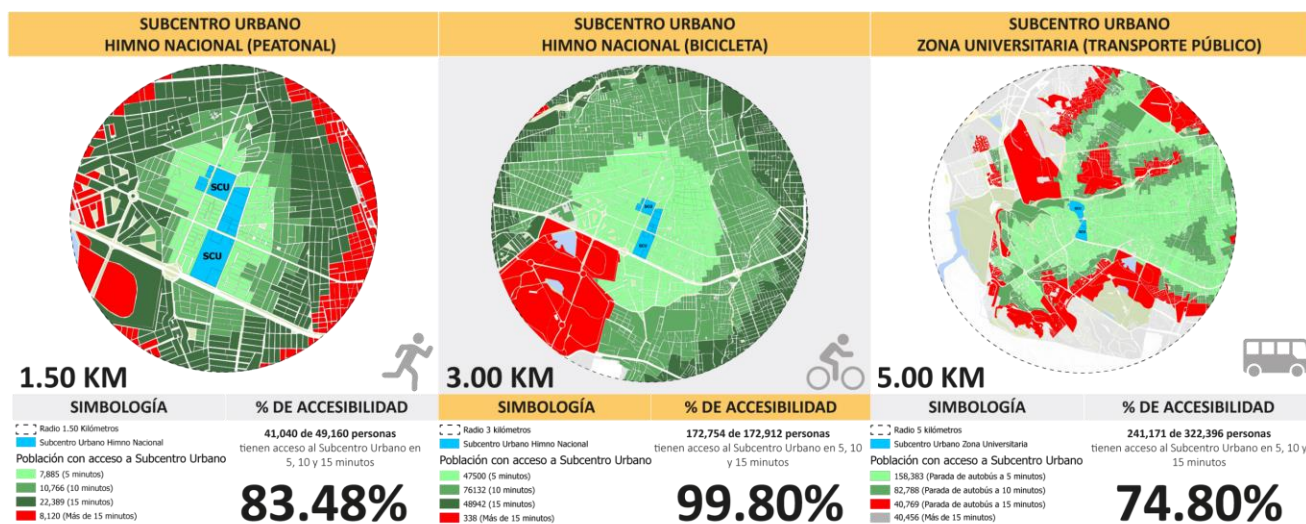 SUBCENTRO URBANO
HIMNO NACIONAL (PEATONAL)
SCU
SCU
1.50 KM
SIMBOLOGÍA
% DE ACCESIBILIDAD
Radio 1.50 Kilómetros
Subcentro Urbano Himno Nacional
Población con acceso a Subcentro Urbano
7,885 (5 minutos)
10,766 (10 minutos)
22,389 (15 minutos)
8,120 (Más de 15 minutos)
41,040 de 49,160 personas
tienen acceso al Subcentro Urbano en
5, 10 y 15 minutos
83.48%
SUBCENTRO URBANO
HIMNO NACIONAL (BICICLETA)
SCU
SCU
3.00 KM
SIMBOLOGÍA
% DE ACCESIBILIDAD
Radio 3 kilómetros
Subcentro Urbano Himno Nacional
Población con acceso a Subcentro Urbano
47500 (5 minutos)
76132 (10 minutos)
48942 (15 minutos)
338 (Más de 15 minutos)
172,754 de 172,912 personas
tienen acceso al Subcentro Urbano en 5, 10
y 15 minutos
99.80%
SUBCENTRO URBANO
ZONA UNIVERSITARIA (TRANSPORTE PÚBLICO)
5.00 KM
SIMBOLOGÍA
% DE ACCESIBILIDAD
Radio 5 kilómetros
Subcentro Urbano Zona Universitaria
Población con acceso a Subcentro Urbano
158,383 (Parada de autobús a 5 minutos)
82,788 (Parada de autobús a 10 minutos)
40,769 (Parada de autobús a 15 minutos)
40,456 (Más de 15 minutos)
241,171 de 322,396 personas
tienen acceso al Subcentro Urbano en 5, 10 y
15 minutos
74.80%